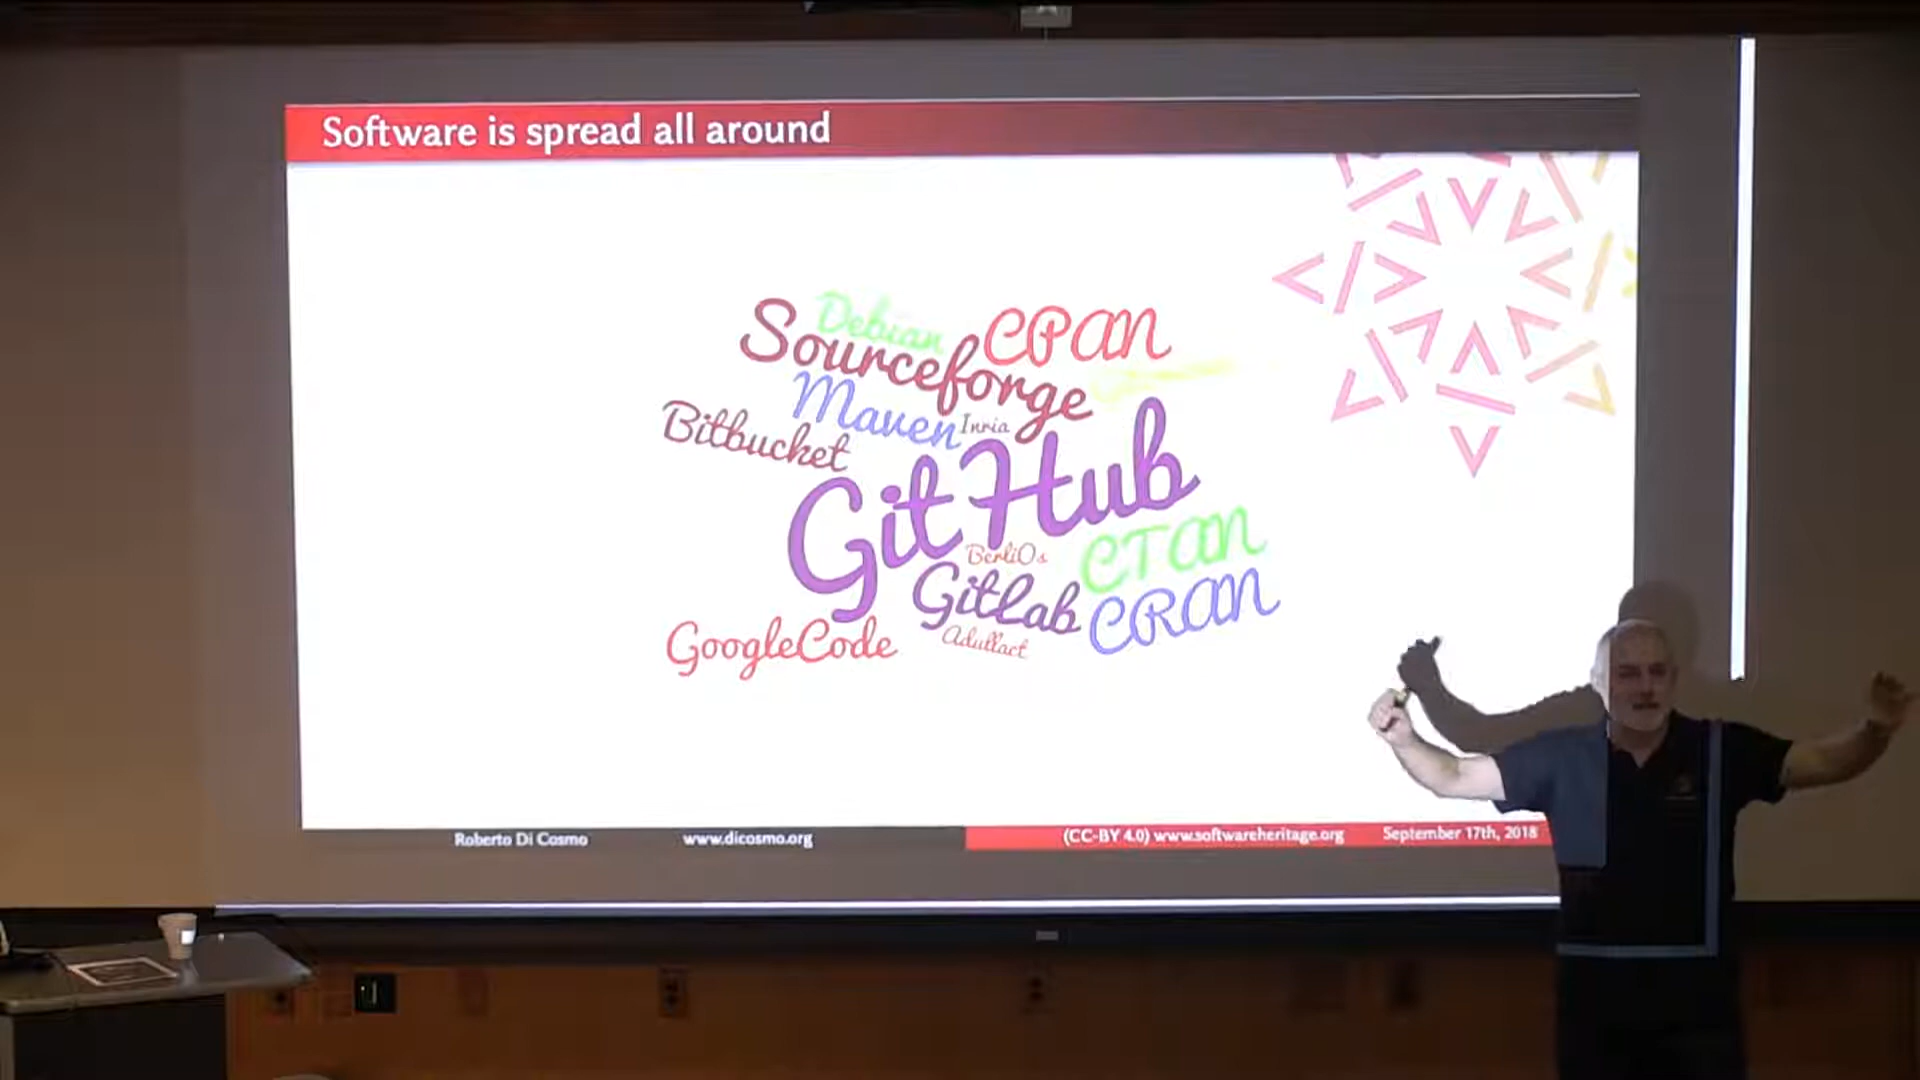 Software is spread all around
Debian
CPAN
Sourceforge
Maven
Inria
Bitbucket
GitHub
BerliOs
CTAN
GitLab
CRAN
GoogleCode
Adullact
Roberto Di Cosmo www.dicosmo.org (CC-BY 4.0) www.softwareheritage.org September 17th, 2018